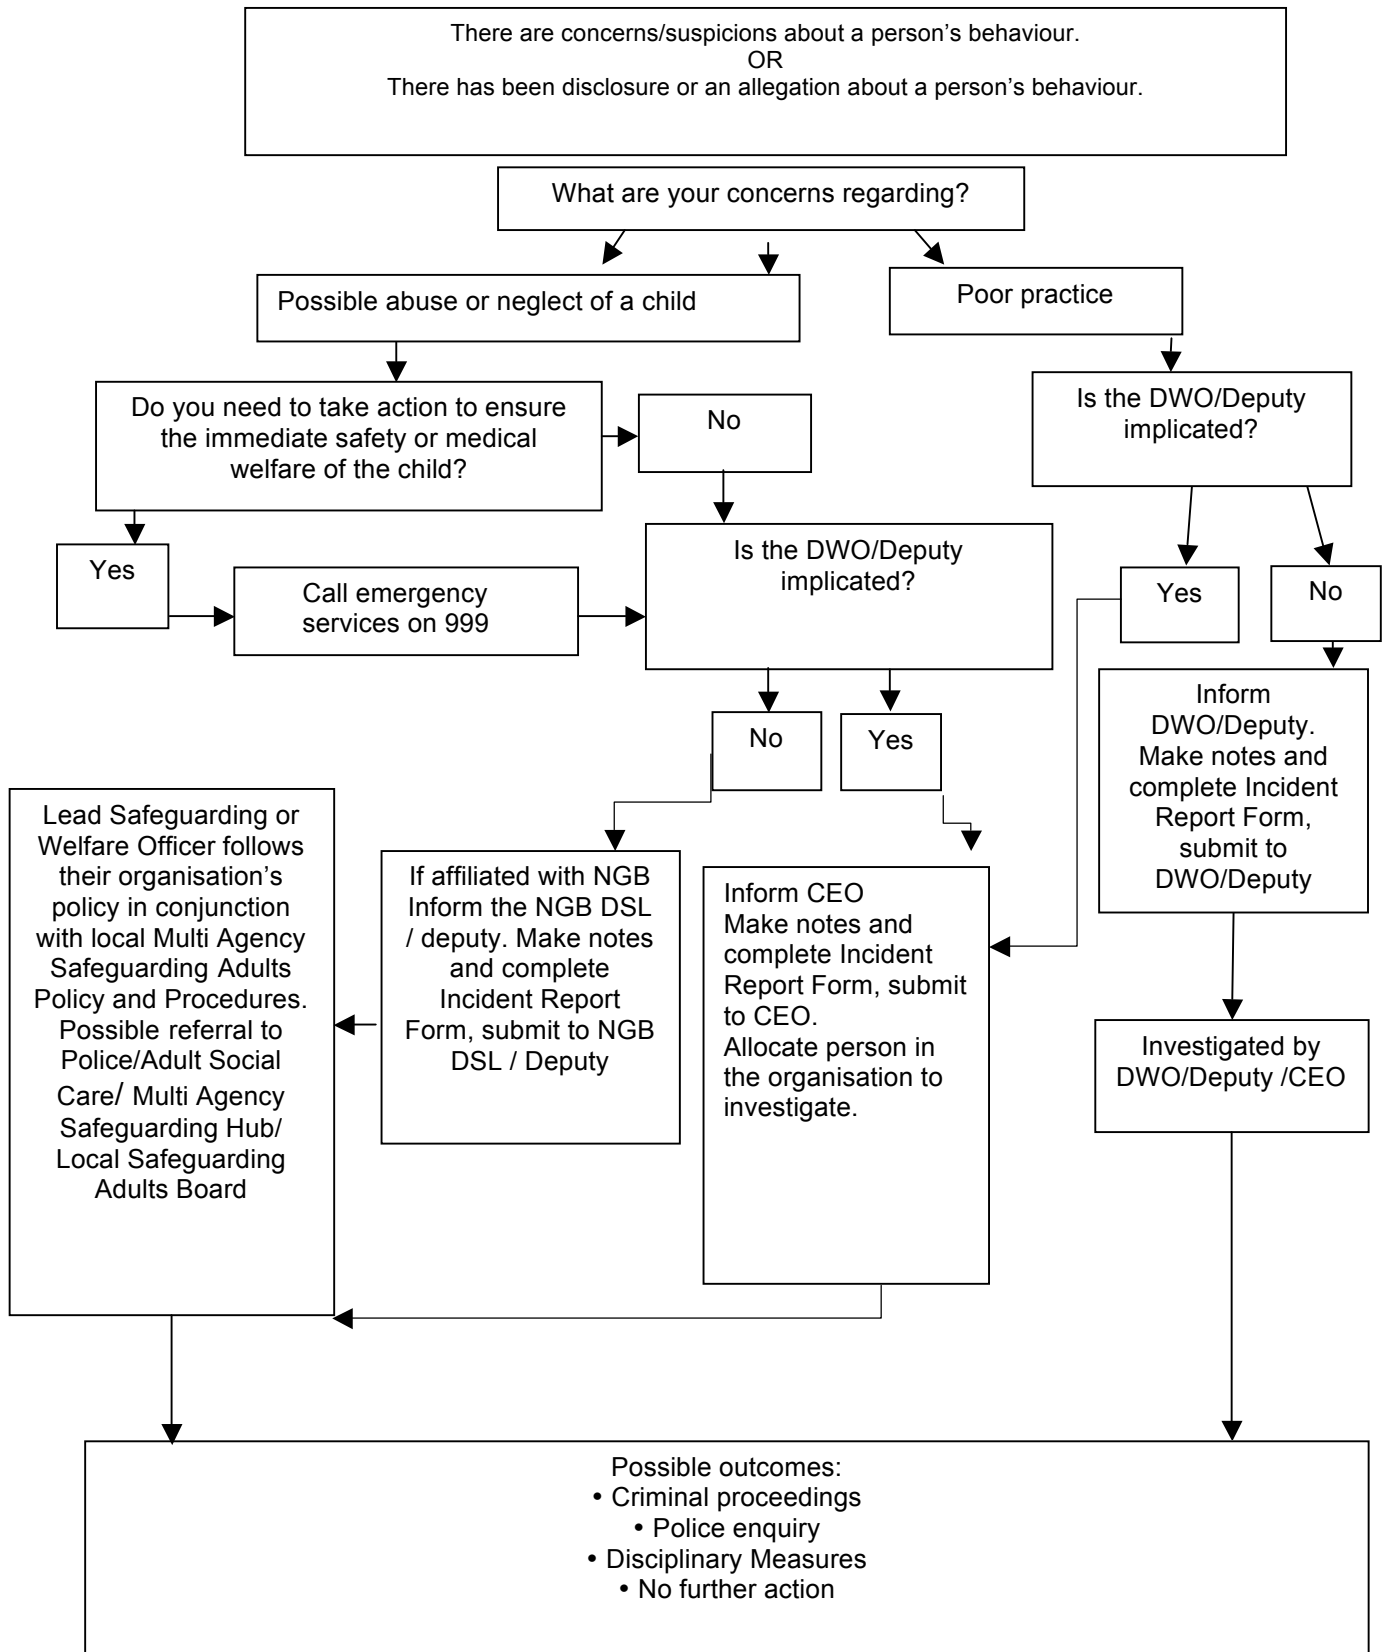 There are concerns/suspicions about a person's behaviour.
OR
There has been disclosure or an allegation about a person's behaviour.
What are your concerns regarding?
Possible abuse or neglect of a child
Poor practice
Do you need to take action to ensure
the immediate safety or medical
welfare of the child?
No
Is the DWO/Deputy
implicated?
Yes
Call emergency
services on 999
Is the DWO/Deputy
implicated?
Yes
No
No
Yes
Inform
DWO/Deputy.
Make notes and
complete Incident
Report Form,
submit to
DWO/Deputy
Lead Safeguarding or
Welfare Officer follows
their organisation's
policy in conjunction
with local Multi Agency
Safeguarding Adults
Policy and Procedures.
Possible referral to
Police/Adult Social
Care/ Multi Agency
Safeguarding Hub/
Local Safeguarding
Adults Board
If affiliated with NGB
Inform the NGB DSL
/ deputy. Make notes
and complete
Incident Report
Form, submit to NGB
DSL / Deputy
Inform CEO
Make notes and
complete Incident
Report Form, submit
to CEO.
Allocate person in
the organisation to
investigate.
Investigated by
DWO/Deputy /CEO
Possible outcomes:
• Criminal proceedings
• Police enquiry
• Disciplinary Measures
• No further action